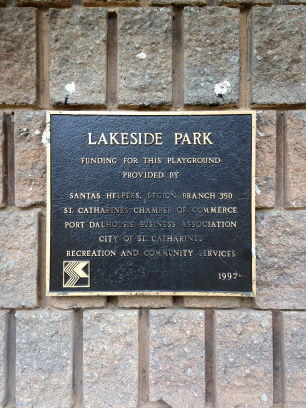 LAKESIDE PARK
FUNDING FOR THIS PLAYGROUND
PROVIDED BY
SANTAS HELPERS, LEGION BRANCH 350
ST. CATHARINES CHAMBER OF COMMERCE
PORT DALHOUSIE BUSINESS ASSOCIATION
CITY OF ST. CATHARINES
RECREATION AND COMMUNITY SERVICES
1997